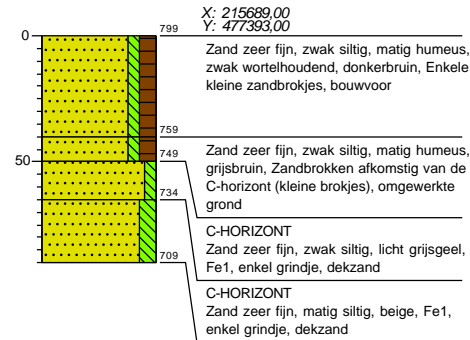 X: 215689,00
Y: 477393,00
0
799
Zand zeer fijn, zwak siltig, matig humeus,
zwak wortelhoudend, donkerbruin, Enkele
kleine zandbrokjes, bouwvoor
759
Zand zeer fijn, zwak siltig, matig humeus,
grijsbruin, Zandbrokken afkomstig van de
C-horizont (kleine brokjes), omgewerkte
grond
50
749
C-HORIZONT
Zand zeer fijn, zwak siltig, licht grijsgeel,
Fe1, enkel grindje, dekzand
734
C-HORIZONT
Zand zeer fijn, matig siltig, beige, Fe1,
enkel grindje, dekzand
709